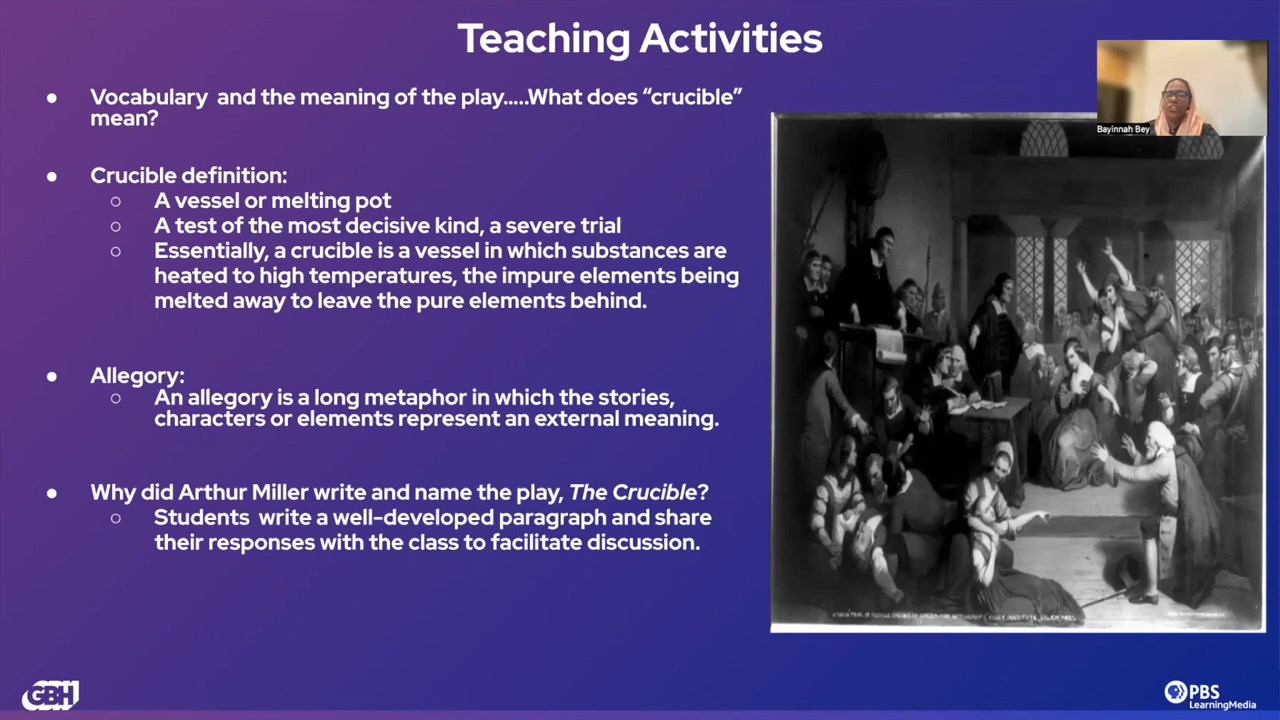 Teaching Activities
● Vocabulary and the meaning of the play.....What does “crucible”
mean?
Bayinnah Bey
● Crucible definition:
○ A vessel or melting pot
○ A test of the most decisive kind, a severe trial
○ Essentially, a crucible is a vessel in which substances are
heated to high temperatures, the impure elements being
melted away to leave the pure elements behind.
● Allegory:
○ An allegory is a long metaphor in which the stories,
characters or elements represent an external meaning.
● Why did Arthur Miller write and name the play, The Crucible?
○ Students write a well-developed paragraph and share
their responses with the class to facilitate discussion.
GBH
PBS
LearningMedia